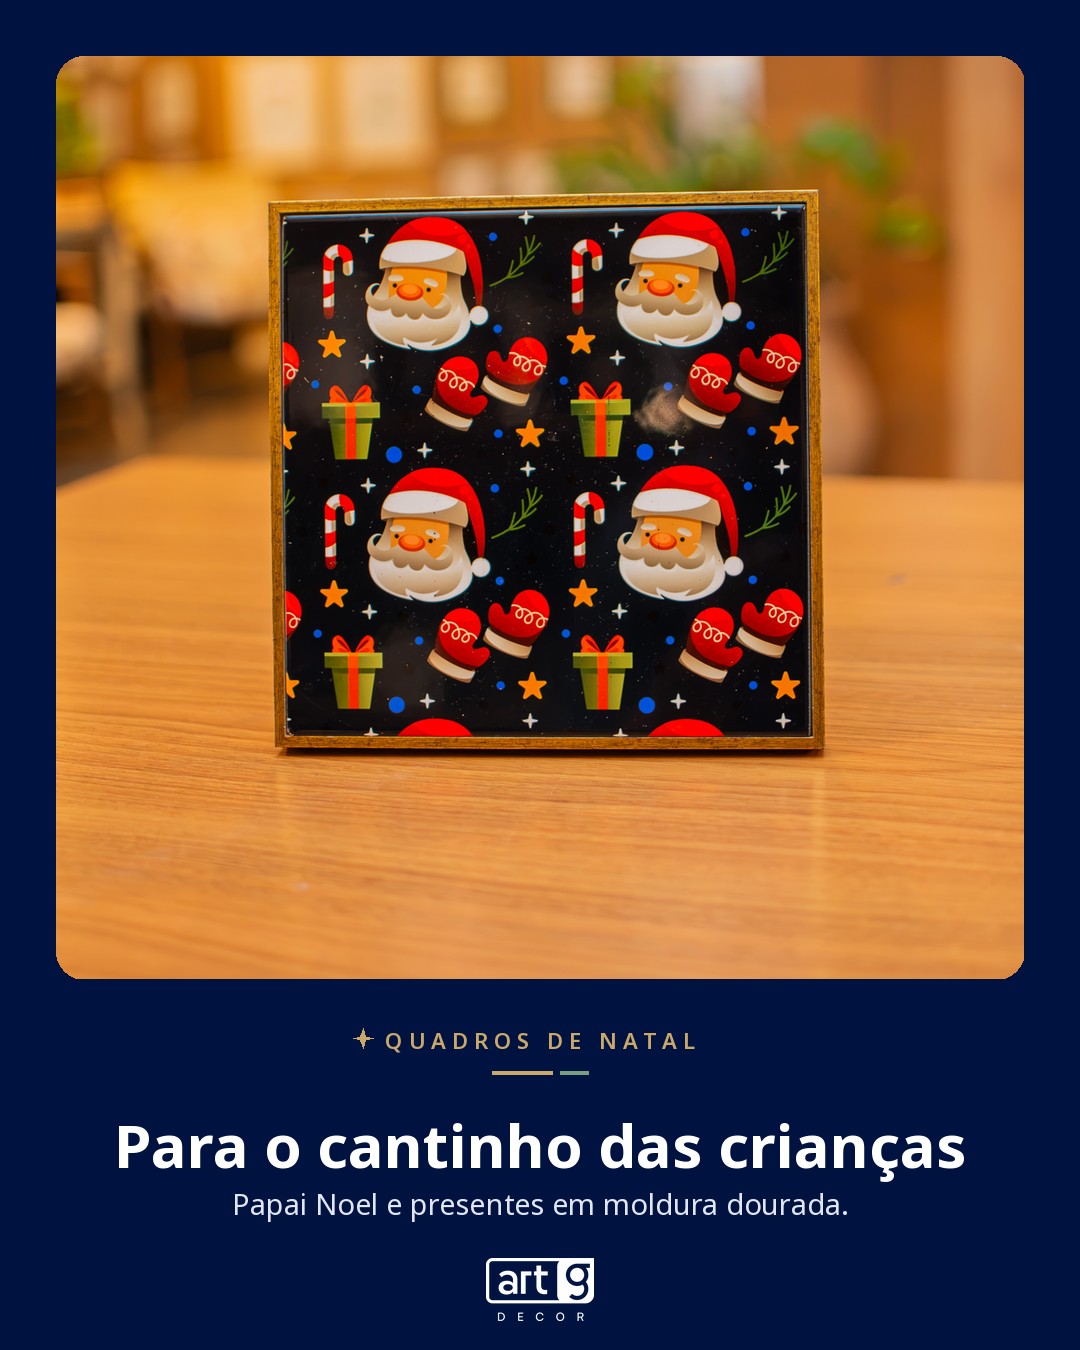 QUADROS DE NATAL
Para o cantinho das crianças
Papai Noel e presentes em moldura dourada.
art g
DECOR